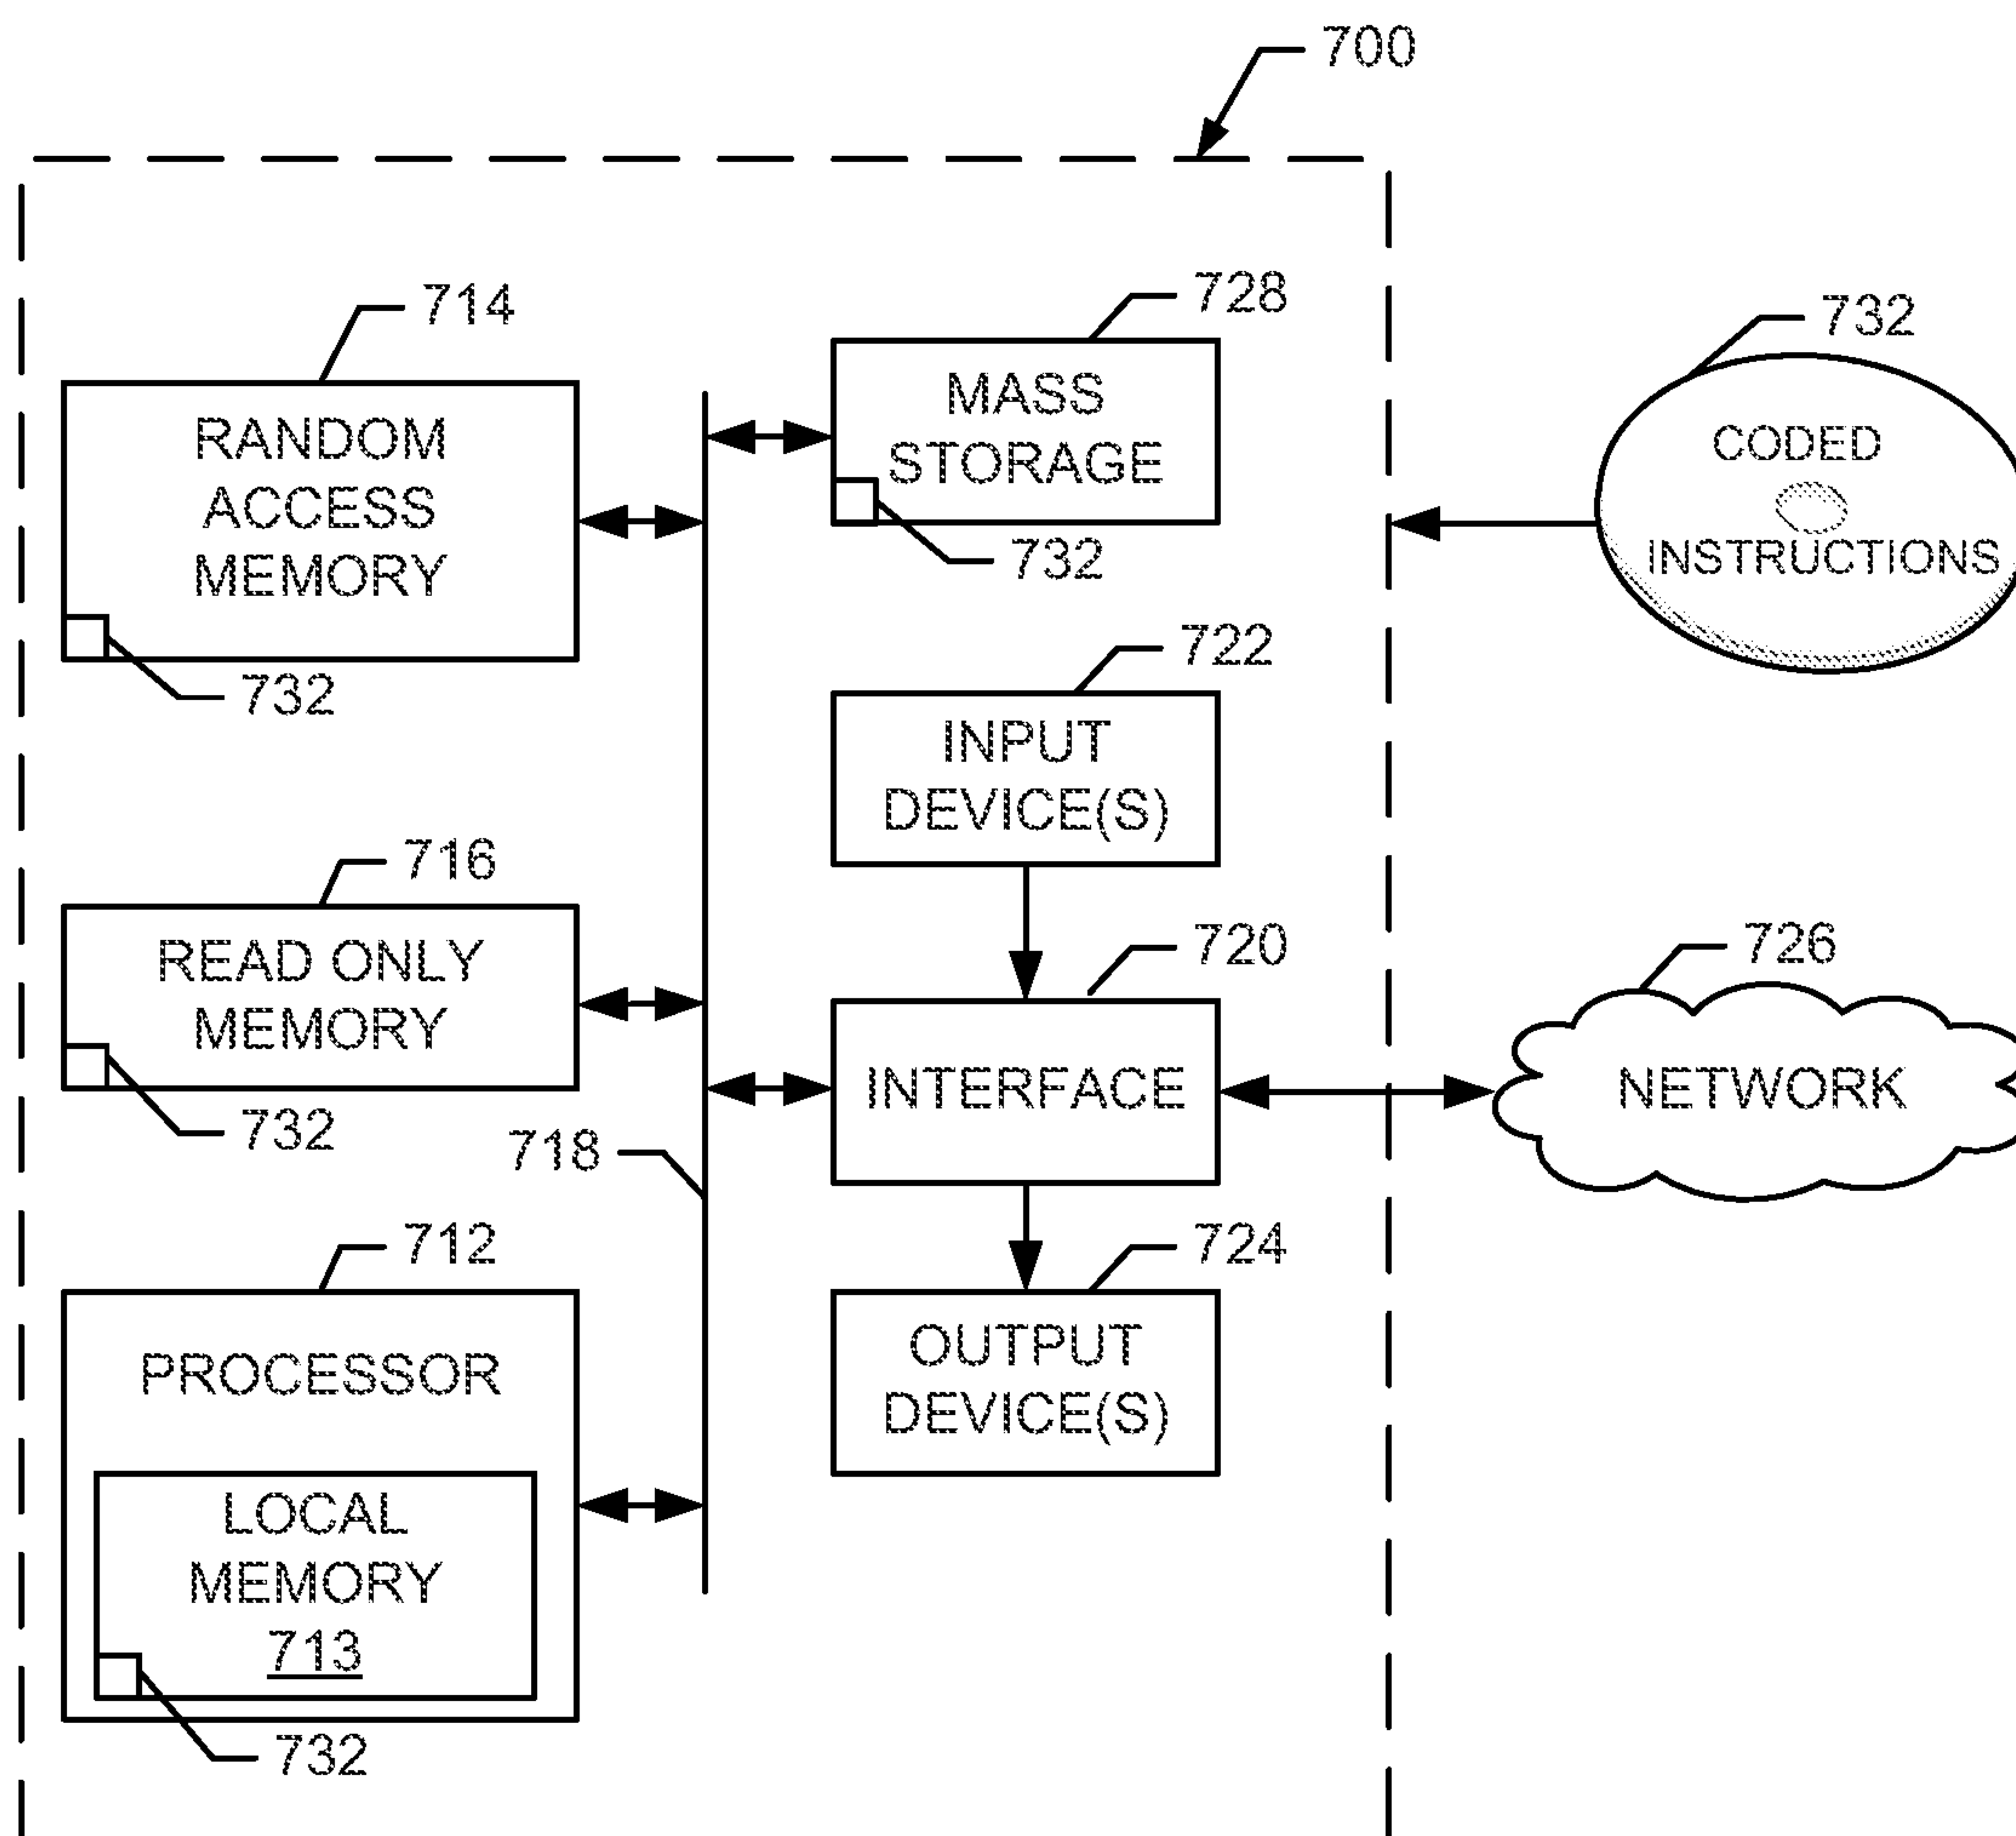 700
714
RANDOM
ACCESS
MEMORY
732
728
MASS
STORAGE
732
732
CODED
INSTRUCTIONS
722
INPUT
DEVICE(S)
716
READ ONLY
MEMORY
732
718
720
INTERFACE
726
NETWORK
712
PROCESSOR
LOCAL
MEMORY
713
732
724
OUTPUT
DEVICE(S)